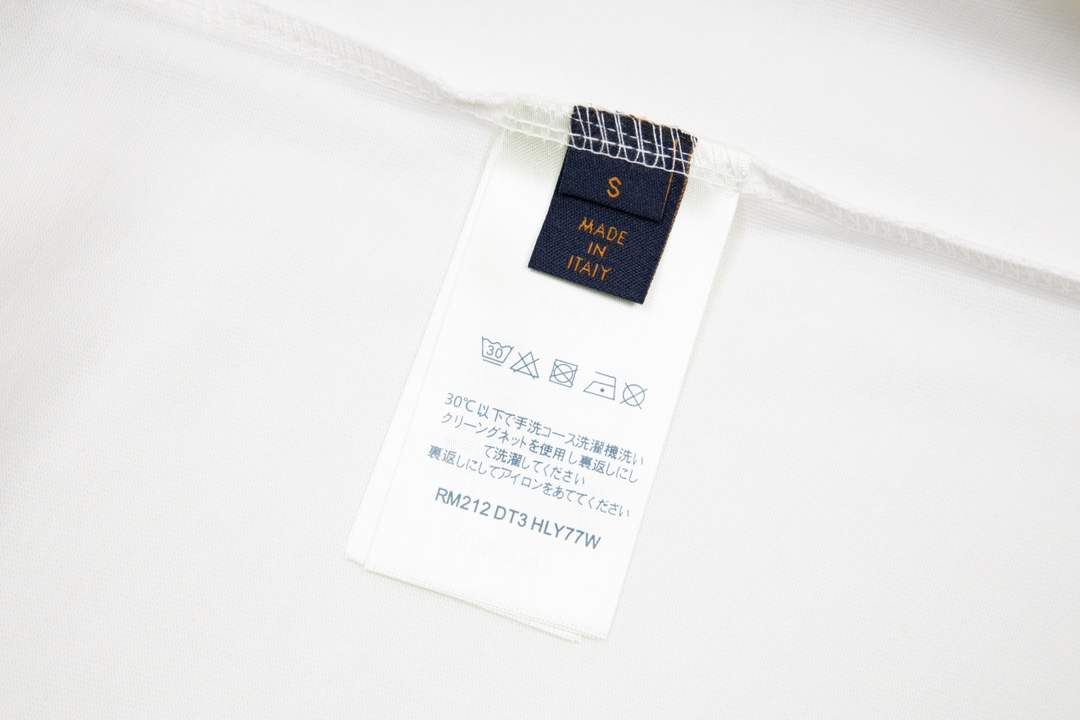 S
MADE
IN
ITALY
30
30℃以下で手洗コース洗濯機洗い
クリーングネットを使用し裏返しにし
て洗濯してください
裏返しにしてアイロンをあててください
RM212 DT3 HLY77W